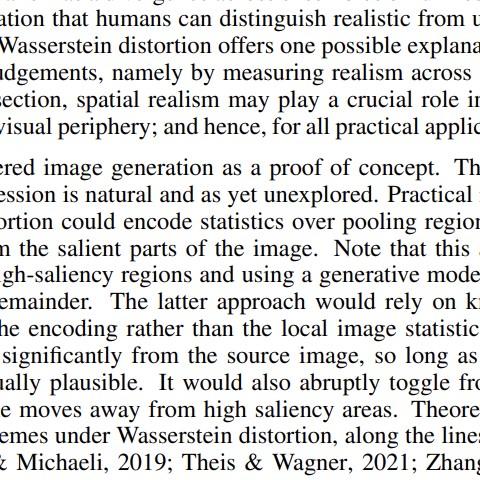 ation that humans can distinguish realistic from u
Wasserstein distortion offers one possible explana
udgements, namely by measuring realism across
section, spatial realism may play a crucial role in
visual periphery; and hence, for all practical applic
ered image generation as a proof of concept. Th
ession is natural and as yet unexplored. Practical
ortion could encode statistics over pooling region
m the salient parts of the image. Note that this a
igh-saliency regions and using a generative mode
emainder. The latter approach would rely on k
he encoding rather than the local image statistic
significantly from the source image, so long as
ually plausible. It would also abruptly toggle fro
e moves away from high saliency areas. Theore
emes under Wasserstein distortion, along the lines
& Michaeli, 2019; Theis & Wagner, 2021; Zhang